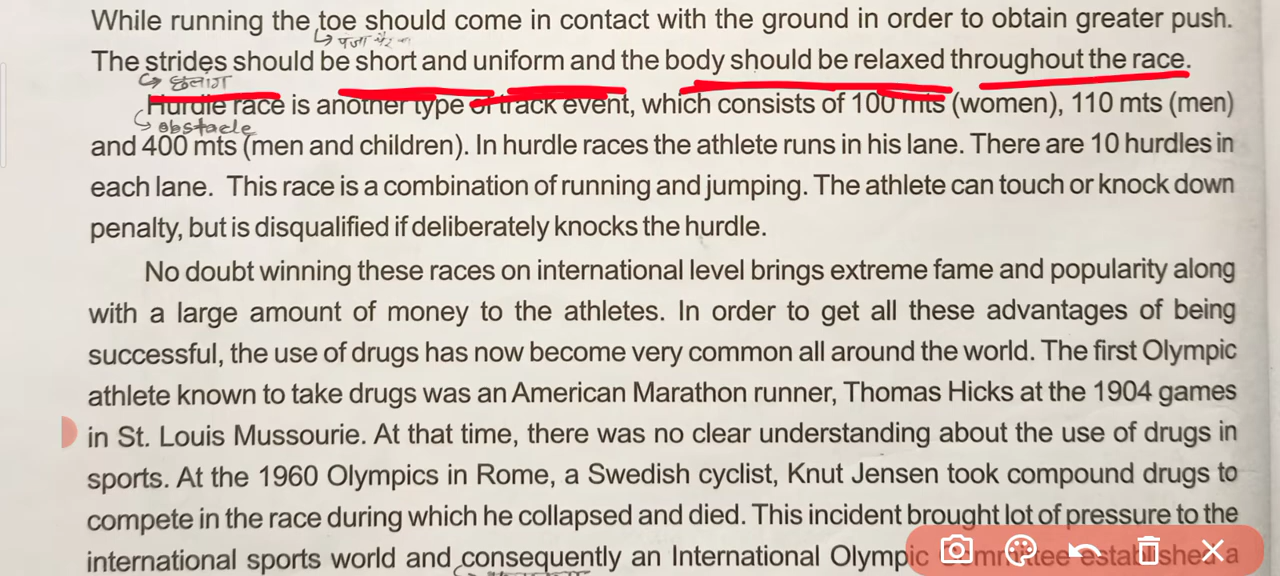 While running the toe should come in contact with the ground in order to obtain greater push.
The strides should be short and uniform and the body should be relaxed throughout the race.
छलांग
Hurdle race is another type of track event, which consists of 100 mts (women), 110 mts (men)
obstacle
and 400 mts (men and children). In hurdle races the athlete runs in his lane. There are 10 hurdles in
each lane. This race is a combination of running and jumping. The athlete can touch or knock down
penalty, but is disqualified if deliberately knocks the hurdle.
No doubt winning these races on international level brings extreme fame and popularity along
with a large amount of money to the athletes. In order to get all these advantages of being
successful, the use of drugs has now become very common all around the world. The first Olympic
athlete known to take drugs was an American Marathon runner, Thomas Hicks at the 1904 games
in St. Louis Mussourie. At that time, there was no clear understanding about the use of drugs in
sports. At the 1960 Olympics in Rome, a Swedish cyclist, Knut Jensen took compound drugs to
compete in the race during which he collapsed and died. This incident brought lot of pressure to the
international sports world and consequently an International Olympic Committee established a